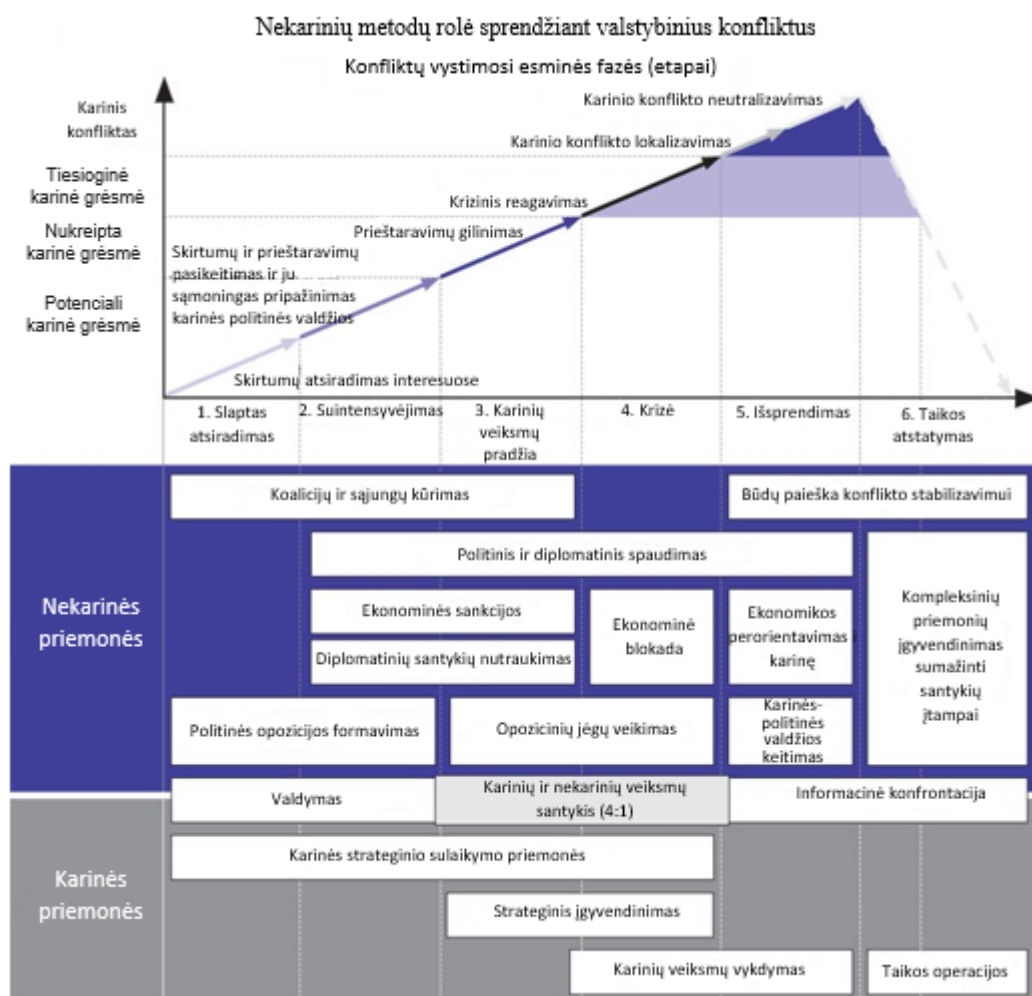 Nekarinių metodų rolė sprendžiant valstybinius konfliktus
Konfliktų vystimosi esminės fazės (etapai)
Karinis
konfliktas
Tiesioginė
karinė grėsmė
Nukreipta
karinė grėsmė
Potenciali
karinė grėsmė
Karinio konflikto neutralizavimas
Karinio konflikto lokalizavimas
Krizinis reagavimas
Prieštaravimų gilinimas
Skirtumų ir prieštaravimų
pasikeitimas ir ju
sąmoningas pripažinimas
karinės politinės valdžios
Skirtumų atsiradimas interesuose
1. Slaptas
atsiradimas
2. Suintensyvėjimas
3. Karinių
veiksmų
pradžia
4. Krizė
5. Išsprendimas
6. Taikos
atstatymas
Nekarinės
priemonės
Koalicijų ir sąjungų kūrimas
Būdų paieška konflikto stabilizavimui
Politinis ir diplomatinis spaudimas
Ekonominės sankcijos
Diplomatinių santykių nutraukimas
Ekonominė
blokada
Ekonomikos
perorientavimas į
karinę
Kompleksinių
priemonių
įgyvendinimas
sumažinti
santykių
įtampai
Politinės opozicijos formavimas
Opozicinių jėgų veikimas
Karinės-
politinės
valdžios
keitimas
Valdymas
Karinių ir nekarinių veiksmų
santykis (4:1)
Informacinė konfrontacija
Karinės
priemonės
Karinės strateginio sulaikymo priemonės
Strateginis įgyvendinimas
Karinių veiksmų vykdymas
Taikos operacijos